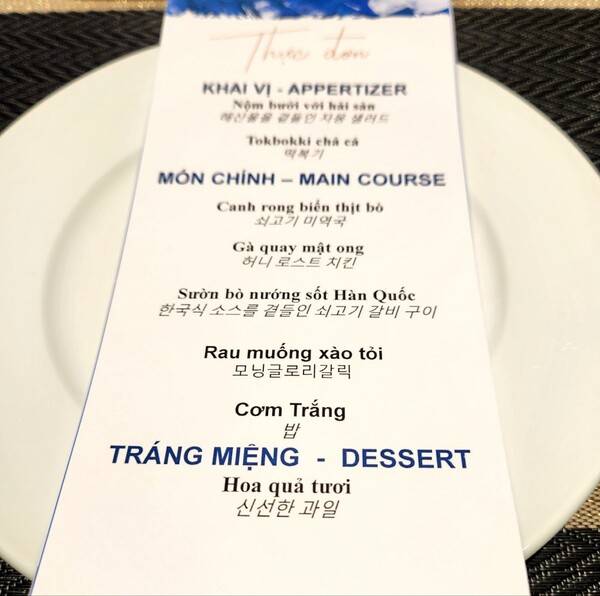 Thực đơn
KHAI VỊ - APPERTIZER
Nộm bưởi với hải sản
해산물을 곁들인 자몽 샐러드
Tokbokki chả cá
떡볶기
MÓN CHÍNH – MAIN COURSE
Canh rong biển thịt bò
쇠고기 미역국
Gà quay mật ong
허니 로스트 치킨
Sườn bò nướng sốt Hàn Quốc
한국식 소스를 곁들인 쇠고기 갈비 구이
Rau muống xào tỏi
모닝글로리갈릭
Cơm Trắng
밥
TRÁNG MIỆNG - DESSERT
Hoa quả tươi
신선한 과일